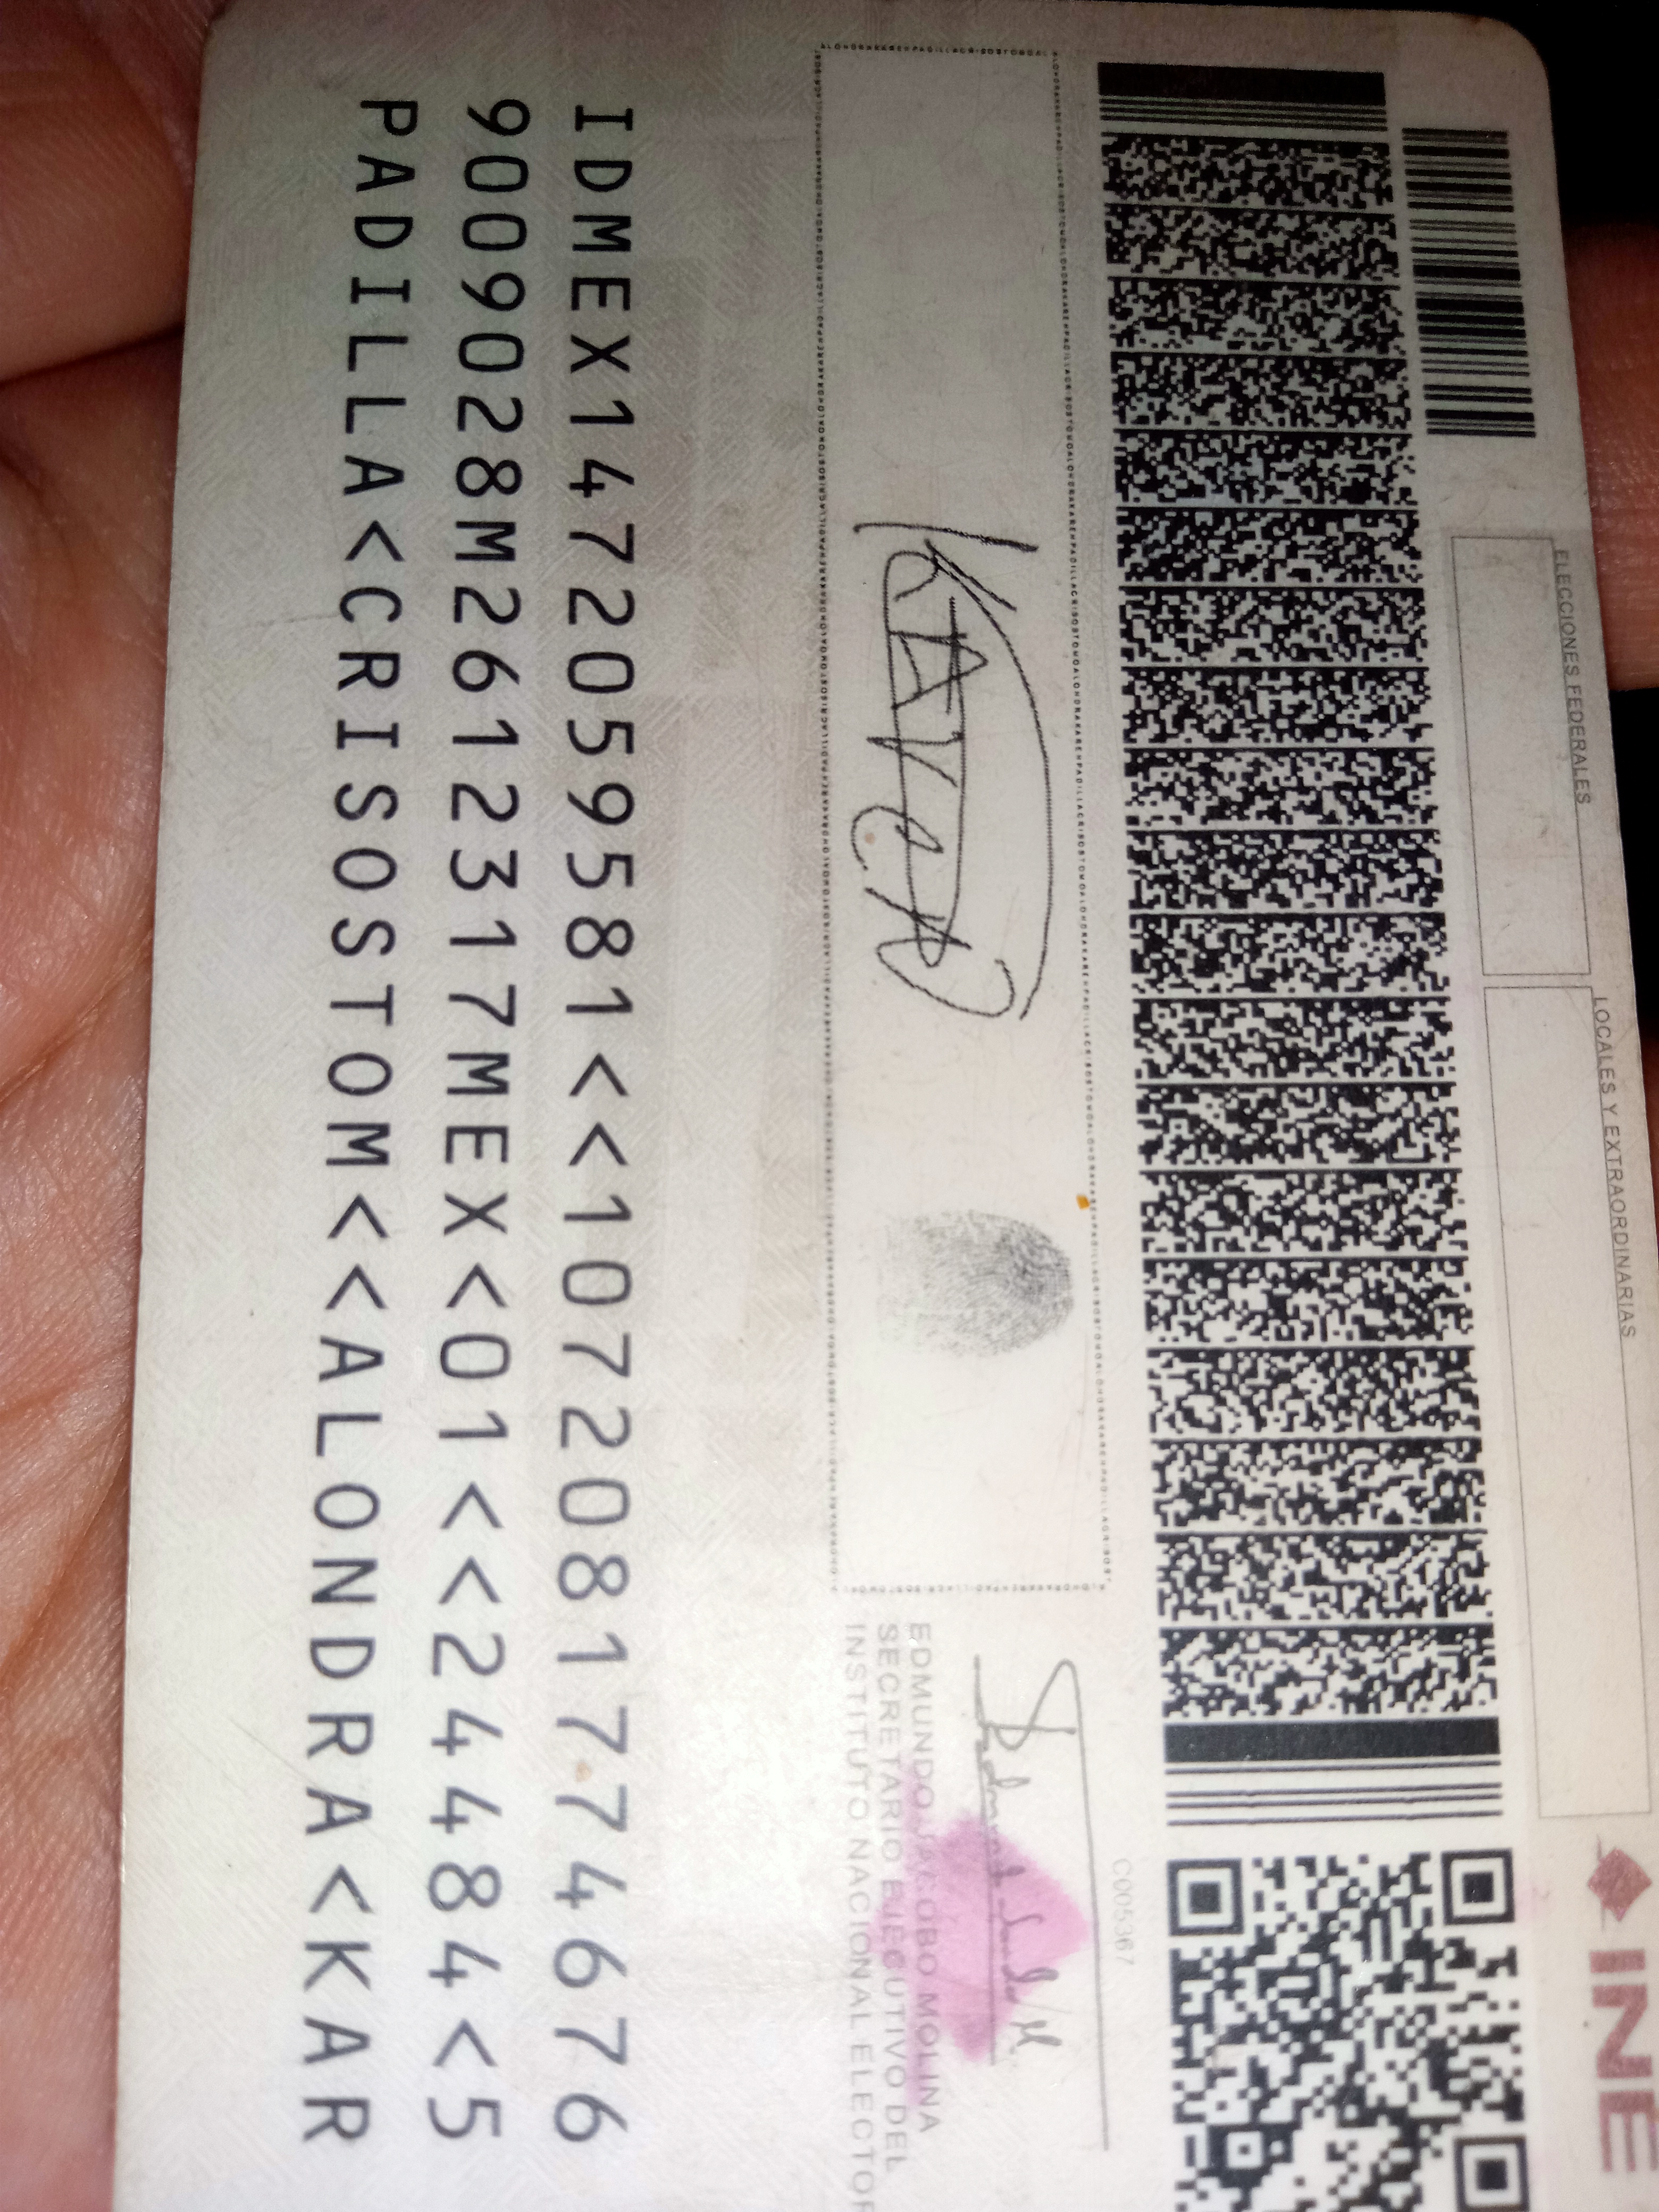 ELECCIONES FEDERALES
LOCALES Y EXTRAORDINARIAS
INE
C005367
EDMUNDO JACOBO MOLINA
SECRETARIO EJECUTIVO DEL
INSTITUTO NACIONAL ELECTOR
IDMEX1472059581<<1072081774676
9009028M2612317MEX<01<<24484<5
PADILLA<CRISOSTOM<<ALONDRA<KAR